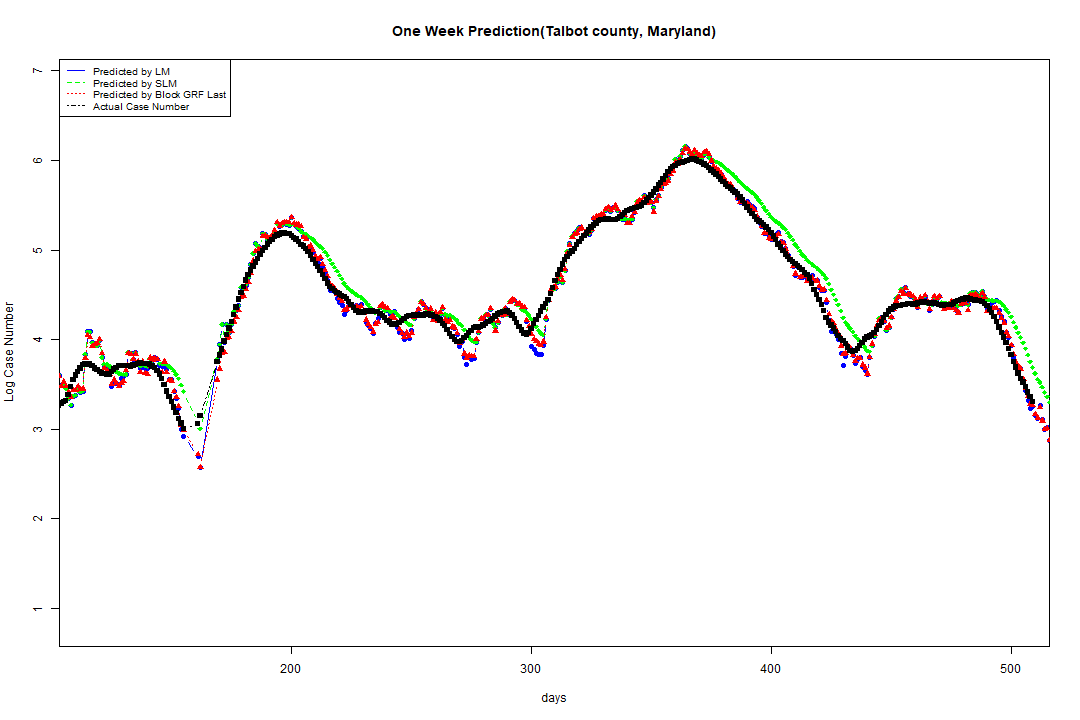 One Week Prediction(Talbot county, Maryland)
Predicted by LM
Predicted by SLM
Predicted by Block GRF Last
Actual Case Number
7
6
5
4
3
2
1
Log Case Number
200
300
400
500
days